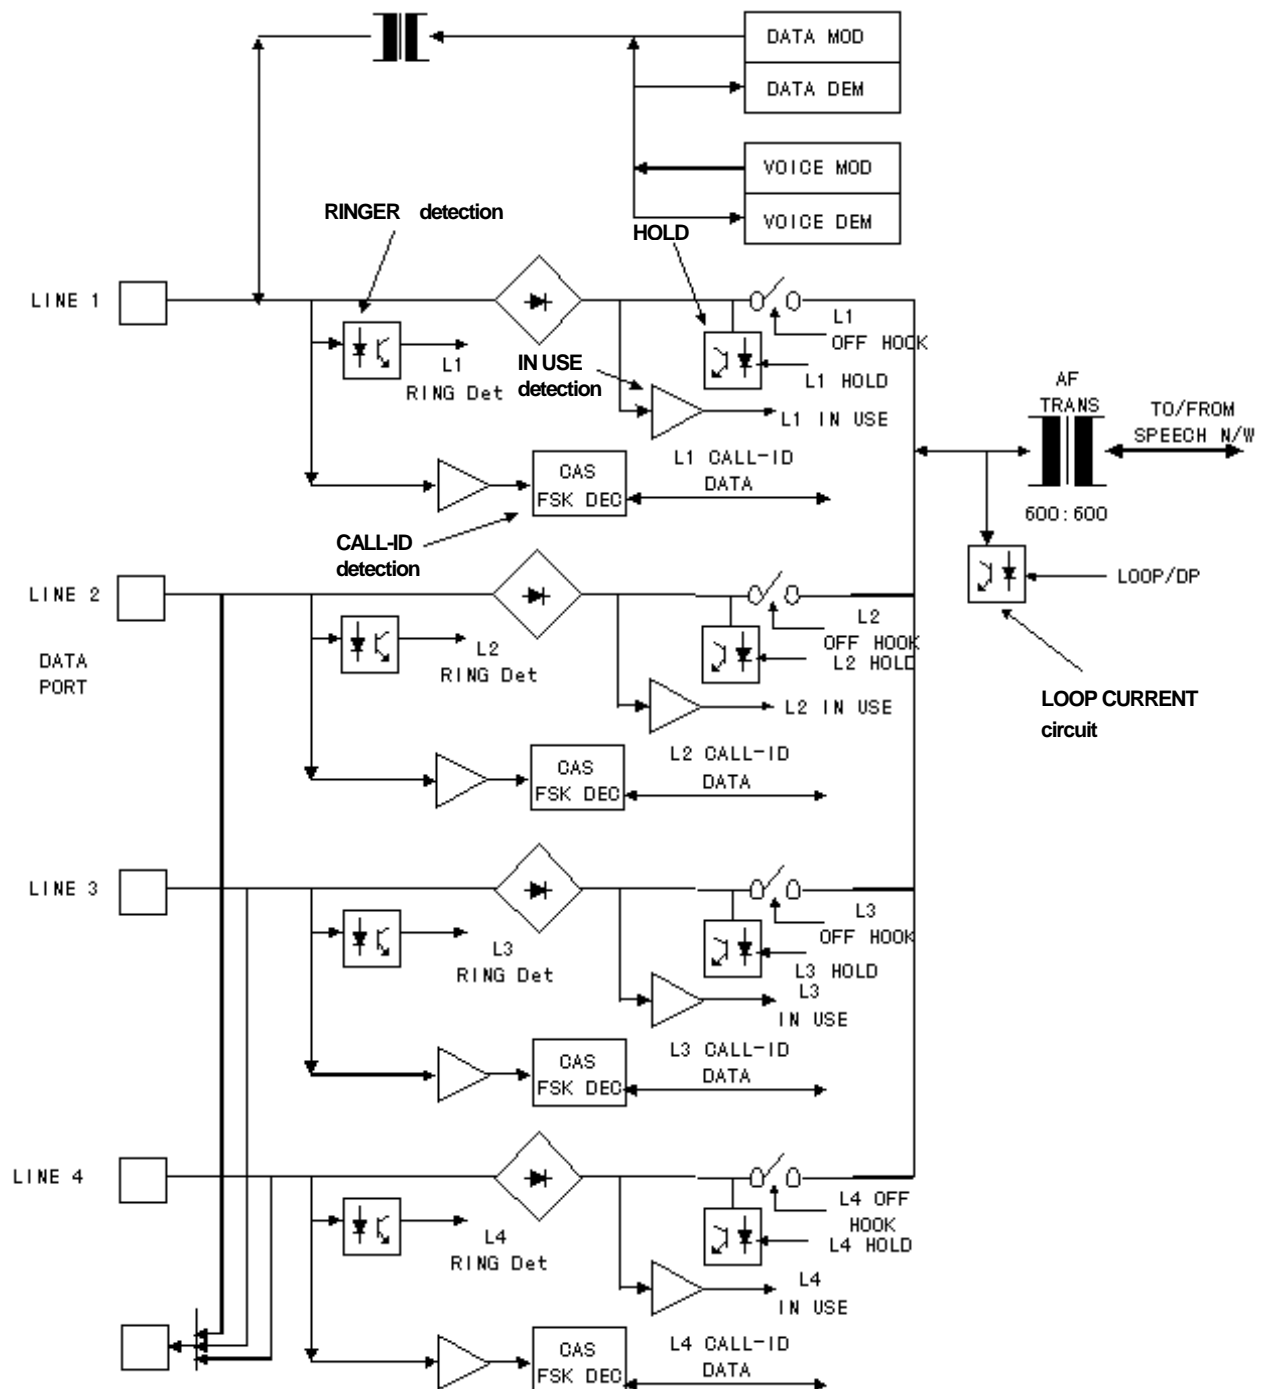 DATA MOD
DATA DEM
VOICE MOD
VOICE DEM
RINGER detection
HOLD
LINE 1
L1
OFF HOOK
L1
RING Det
IN USE
detection
L1 HOLD
L1 IN USE
AF
TRANS
TO/FROM
SPEECH N/W
600:600
CAS
FSK DEC
L1 CALL-ID
DATA
CALL-ID
detection
LOOP/DP
LOOP CURRENT
circuit
LINE 2
DATA
PORT
L2
RING Det
L2
OFF HOOK
L2 HOLD
L2 IN USE
CAS
FSK DEC
L2 CALL-ID
DATA
LINE 3
L3
RING Det
L3
OFF HOOK
L3 HOLD
L3
IN USE
CAS
FSK DEC
L3 CALL-ID
DATA
LINE 4
L4
RING Det
L4 OFF
HOOK
L4 HOLD
L4
IN USE
CAS
FSK DEC
L4 CALL-ID
DATA